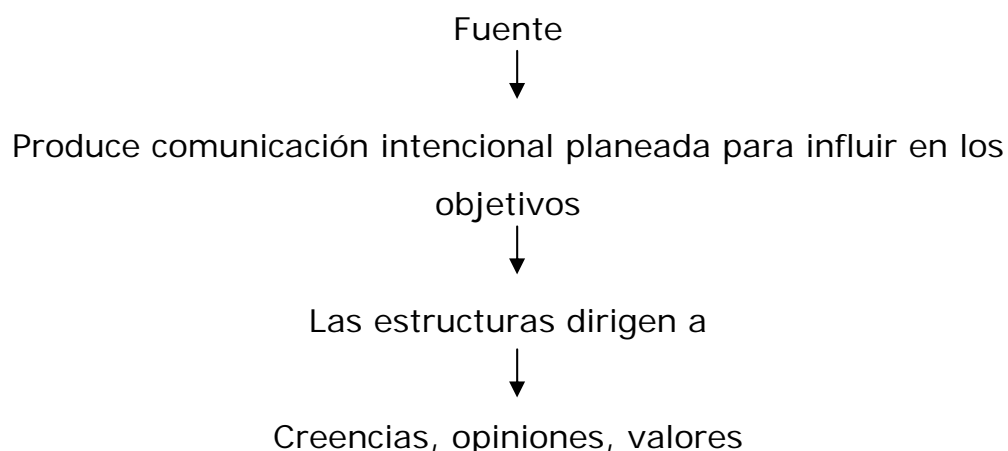 Fuente
Produce comunicación intencional planeada para influir en los
objetivos
Las estructuras dirigen a
Creencias, opiniones, valores